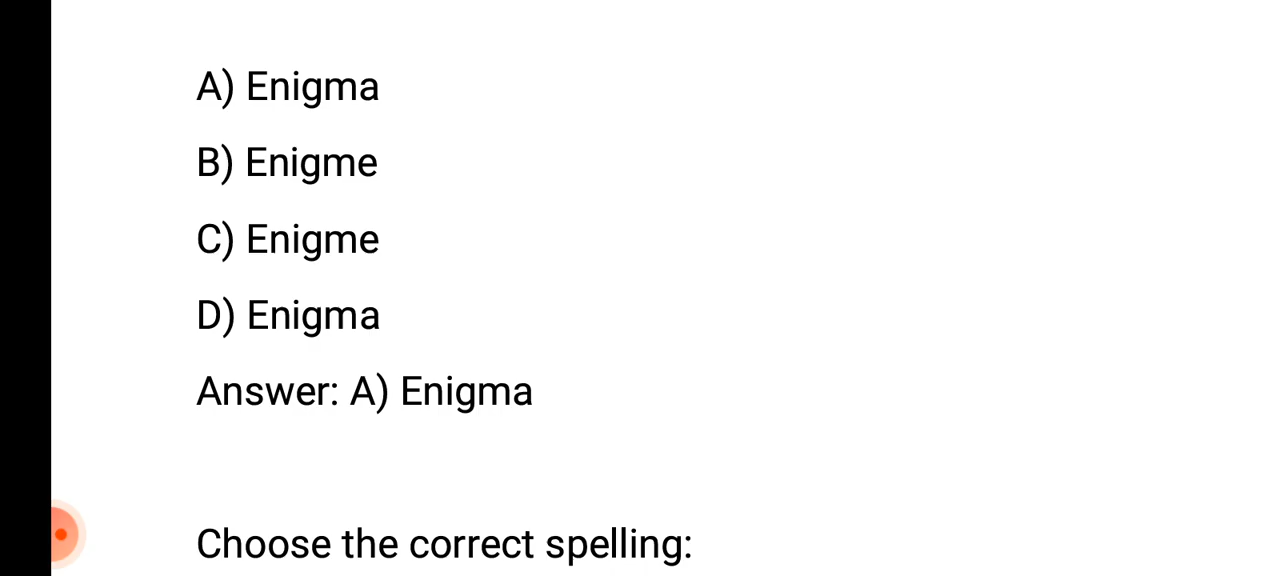 A) Enigma
B) Enigme
C) Enigme
D) Enigma
Answer: A) Enigma
Choose the correct spelling: